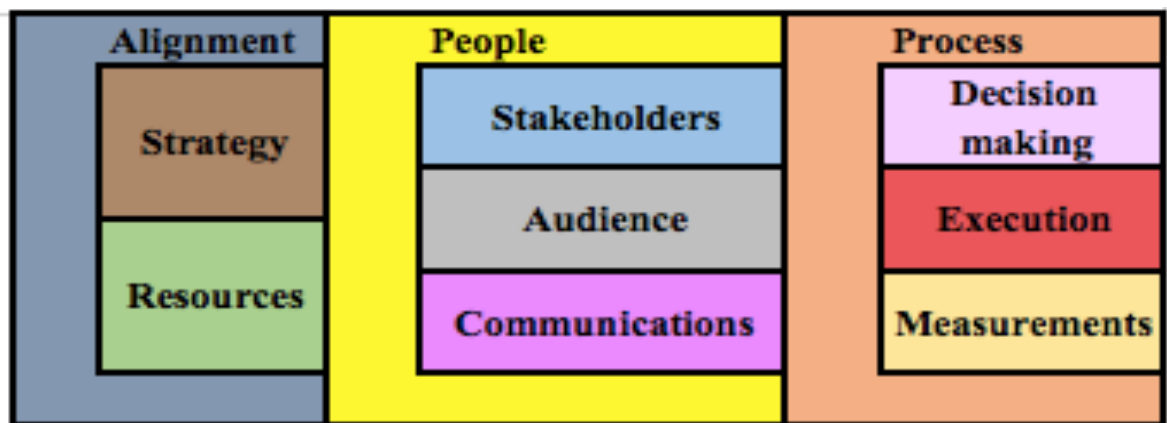 Alignment
Strategy
Resources
People
Stakeholders
Audience
Communications
Process
Decision
making
Execution
Measurements